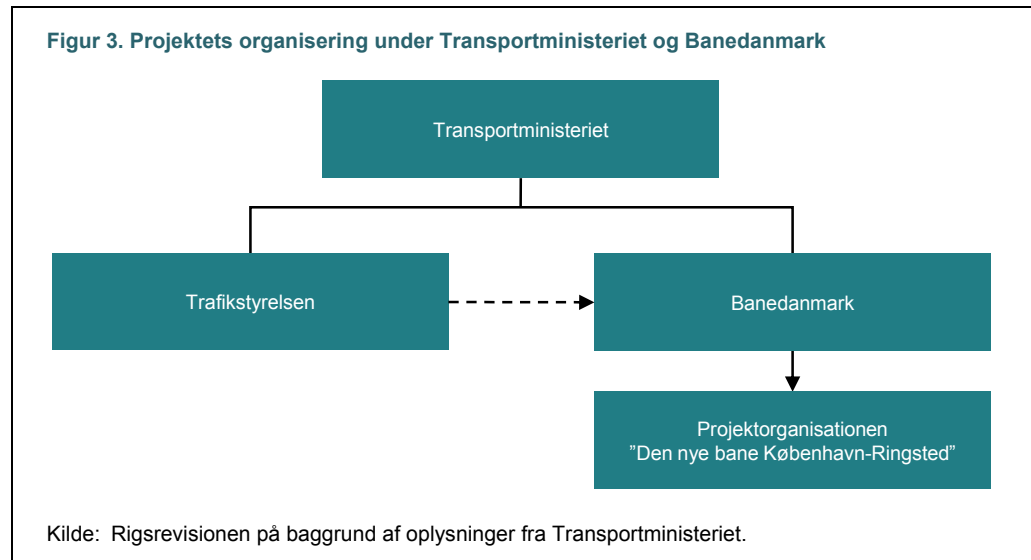 Figur 3. Projektets organisering under Transportministeriet og Banedanmark
Transportministeriet
Trafikstyrelsen
Banedanmark
Projektorganisationen
”Den nye bane København-Ringsted”
Kilde: Rigsrevisionen på baggrund af oplysninger fra Transportministeriet.